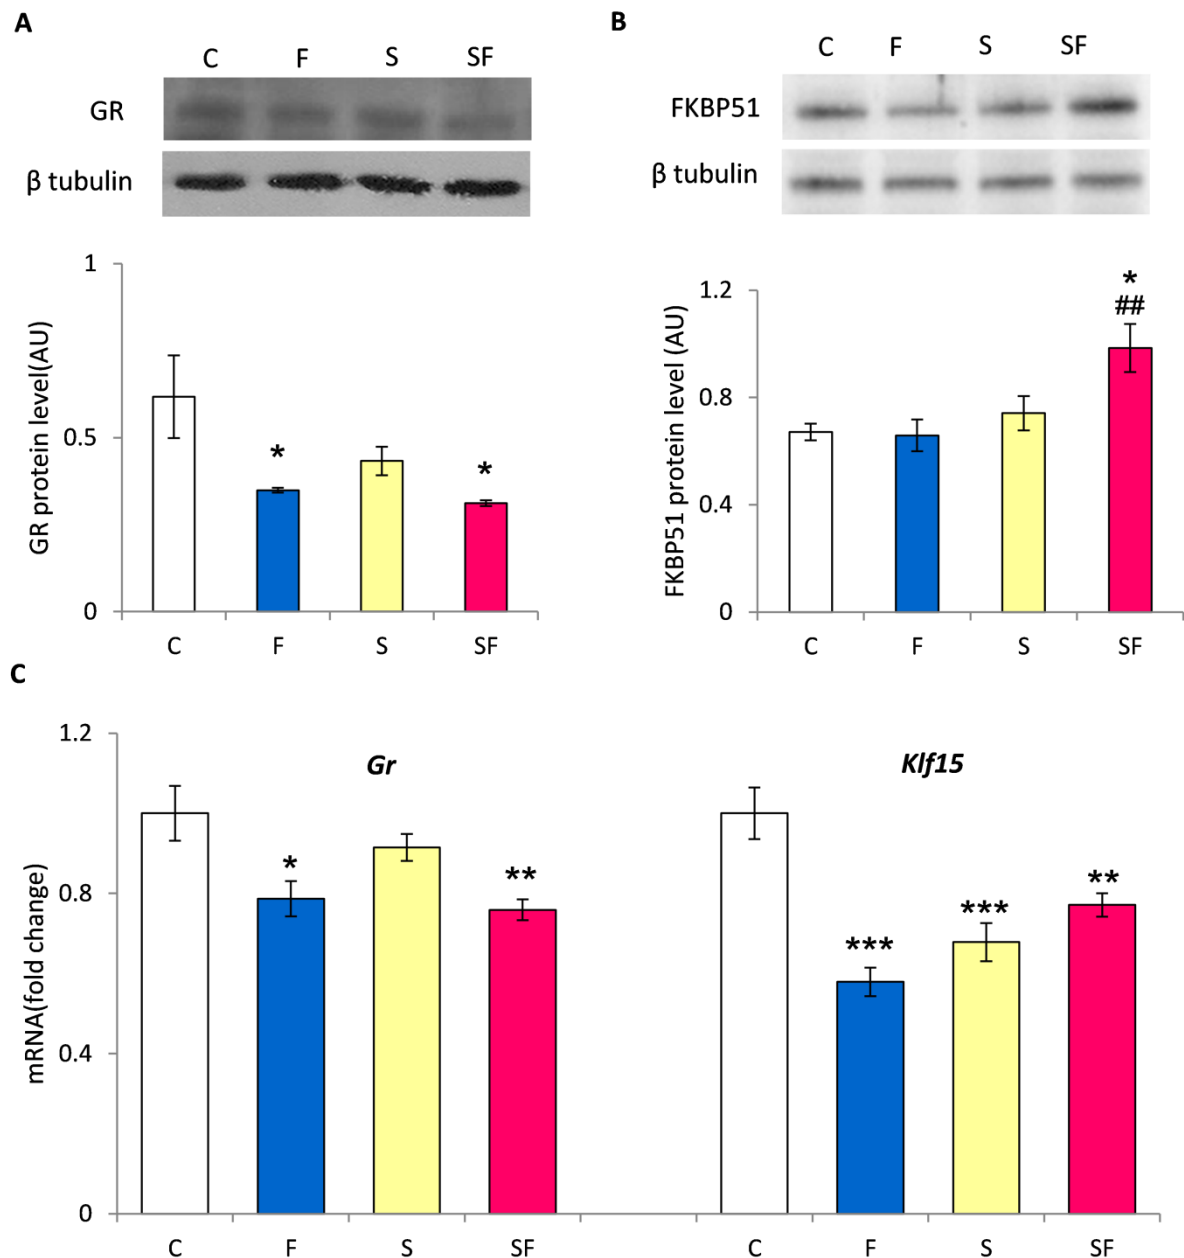 A
C F S SF
GR
β tubulin
1
0.5
0
GR protein level(AU)
*
*
C F S SF
B
C F S SF
FKBP51
β tubulin
1.2
0.8
0.4
0
FKBP51 protein level (AU)
*
##
C F S SF
C
1.2
0.8
0.4
0
mRNA(fold change)
Gr
*
**
C F S SF
Klf15
***
***
**
C F S SF